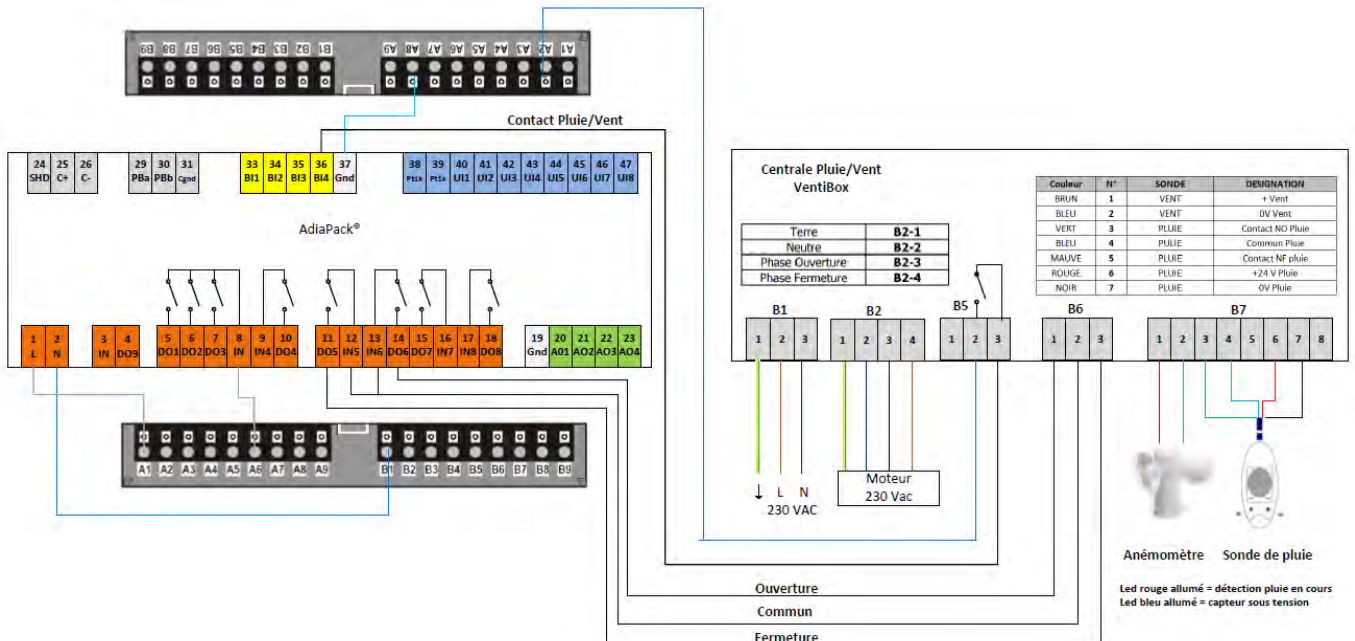 B9 B8 B7 B6 B5 B4 B3 B2 B1 A9 A8 A7 A6 A5 A4 A3 A2 A1
Contact Pluie/Vent
24 25 26 29 30 31 33 34 35 36 37 38 39 40 41 42 43 44 45 46 47
SHD C+ C- PBa PBb Cgnd BI1 BI2 BI3 BI4 Gnd Pt1k Pt1k UI1 UI2 UI3 UI4 UI5 UI6 UI7 UI8
AdiaPack®
1 2 3 4 5 6 7 8 9 10 11 12 13 14 15 16 17 18 19 20 21 22 23
L N IN DO9 DO1 DO2 DO3 IN IN4 DO4 DO5 IN5 IN6 DO6 DO7 IN7 IN8 DO8 Gnd AO1 AO2 AO3 AO4
A1 A2 A3 A4 A5 A6 A7 A8 A9 B1 B2 B3 B4 B5 B6 B7 B8 B9
Centrale Pluie/Vent
VentiBox
Terre B2-1
Neutre B2-2
Phase Ouverture B2-3
Phase Fermeture B2-4
Couleur N° SONDE DESIGNATION
BRUN 1 VENT + Vent
BLEU 2 VENT 0V Vent
VERT 3 PLUIE Contact NO Pluie
BLEU 4 PLUIE Commun Pluie
MAUVE 5 PLUIE Contact NF pluie
ROUGE 6 PLUIE +24 V Pluie
NOIR 7 PLUIE 0V Pluie
B1 B2 B5 B6 B7
1 2 3 1 2 3 4 1 2 3 1 2 3 1 2 3 4 5 6 7 8
L N
230 VAC
Moteur
230 Vac
Anémomètre Sonde de pluie
Led rouge allumé = détection pluie en cours
Led bleu allumé = capteur sous tension
Ouverture
Commun
Fermeture